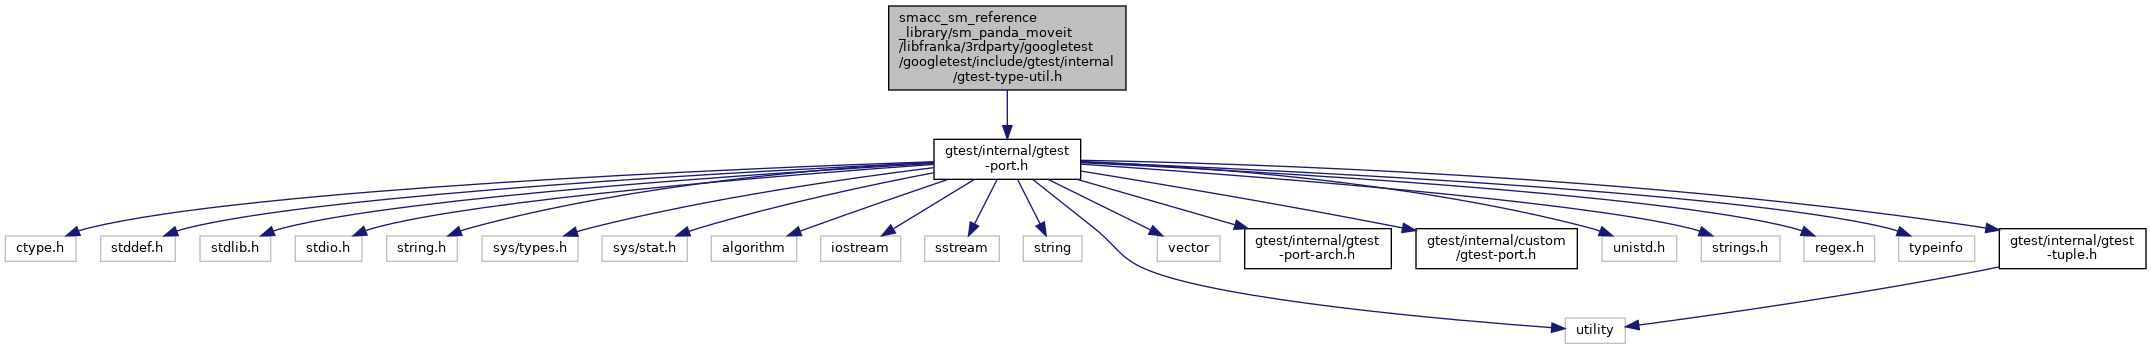 smacc_sm_reference
_library/sm_panda_moveit
/libfranka/3rdparty/googletest
/googletest/include/gtest/internal
/gtest-type-util.h
gtest/internal/gtest
-port.h
ctype.h
stddef.h
stdlib.h
stdio.h
string.h
sys/types.h
sys/stat.h
algorithm
iostream
sstream
string
vector
gtest/internal/gtest
-port-arch.h
gtest/internal/custom
/gtest-port.h
unistd.h
strings.h
regex.h
typeinfo
gtest/internal/gtest
-tuple.h
utility